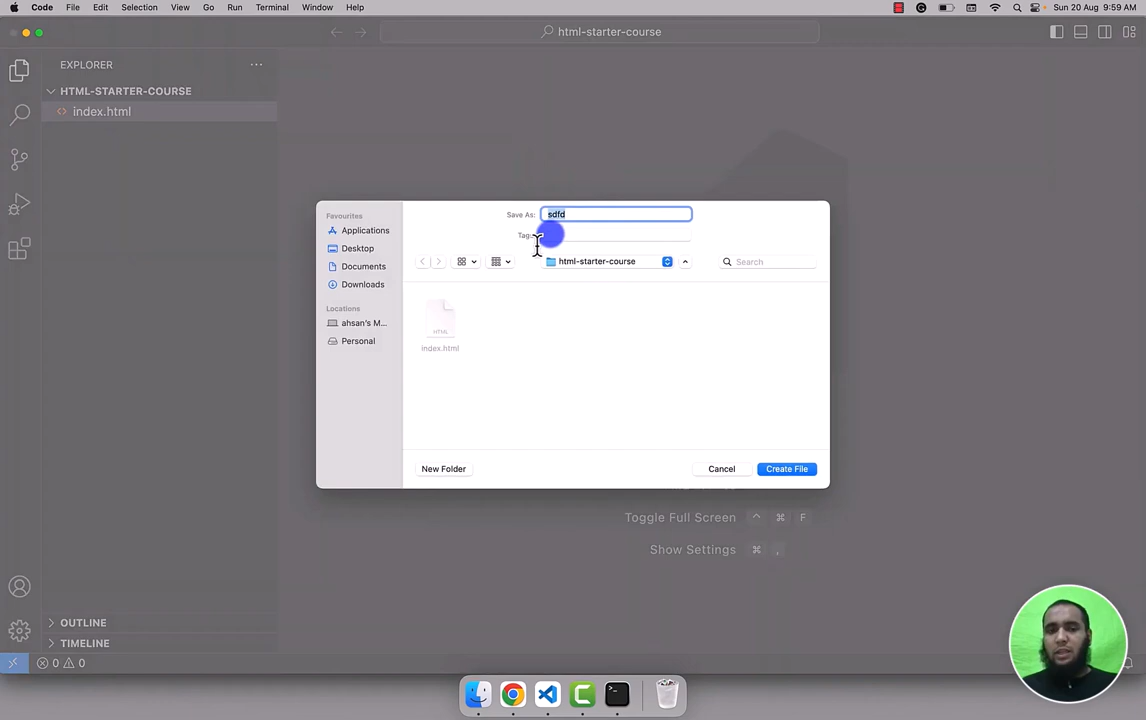 Code File Edit Selection View Go Run Terminal Window Help Sun 20 Aug 9:59 AM
html-starter-course
EXPLORER
HTML-STARTER-COURSE
index.html
Favourites
Applications
Desktop
Documents
Downloads
Locations
ahsan's M...
Personal
Save As: sdfd
Tag
html-starter-course
Search
HTML
index.html
New Folder
Cancel
Create File
Toggle Full Screen ^ ⌘ F
Show Settings ⌘ ,
OUTLINE
TIMELINE
0 0